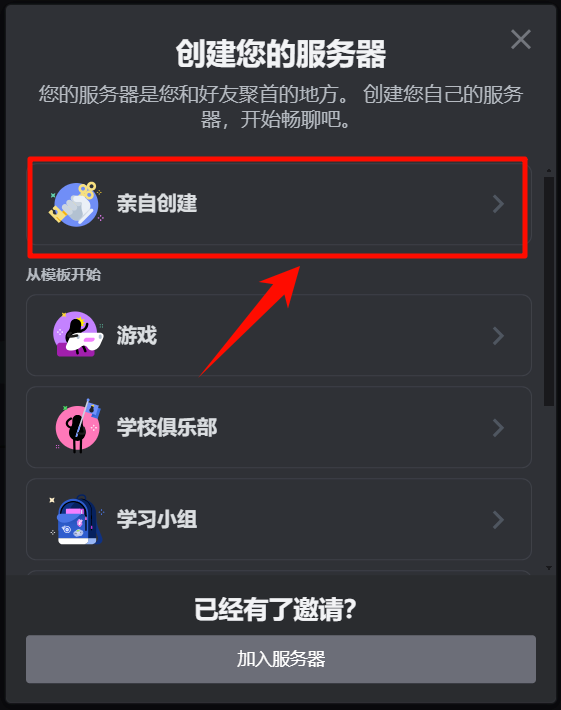 创建您的服务器
您的服务器是您和好友聚首的地方。 创建您自己的服务
器，开始畅聊吧。
亲自创建
从模板开始
游戏
学校俱乐部
学习小组
已经有了邀请？
加入服务器